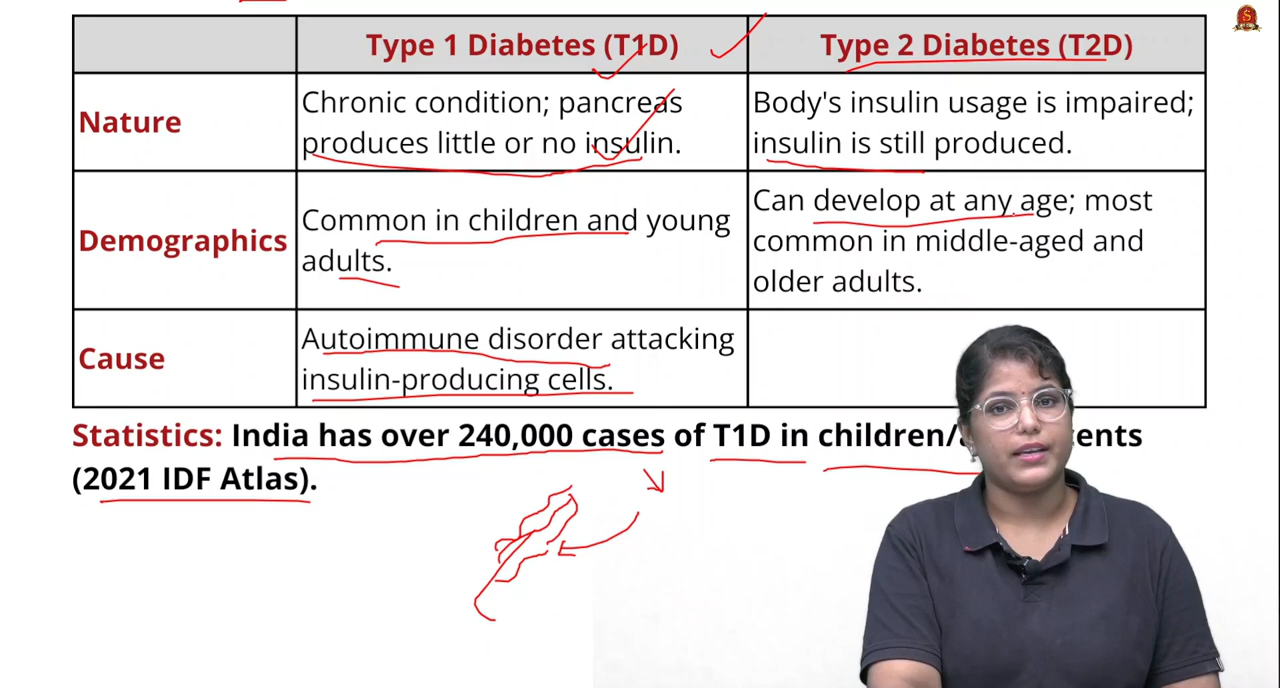 Type 1 Diabetes (T1D)
Type 2 Diabetes (T2D)
Nature
Chronic condition; pancreas
produces little or no insulin.
Body's insulin usage is impaired;
insulin is still produced.
Demographics
Common in children and young
adults.
Can develop at any age; most
common in middle-aged and
older adults.
Cause
Autoimmune disorder attacking
insulin-producing cells.
Statistics: India has over 240,000 cases of T1D in children/
(2021 IDF Atlas).